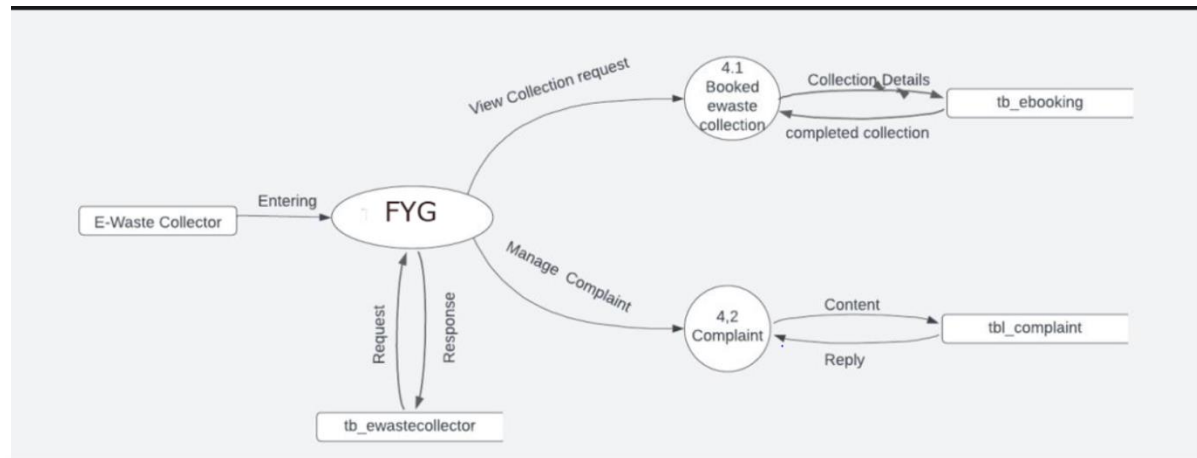 View Collection request
4.1
Booked
ewaste
collection
Collection Details
tb_ebooking
completed collection
E-Waste Collector
Entering
FYG
Manage Complaint
Request
Response
4,2
Complaint
Content
tbl_complaint
Reply
tb_ewastecollector